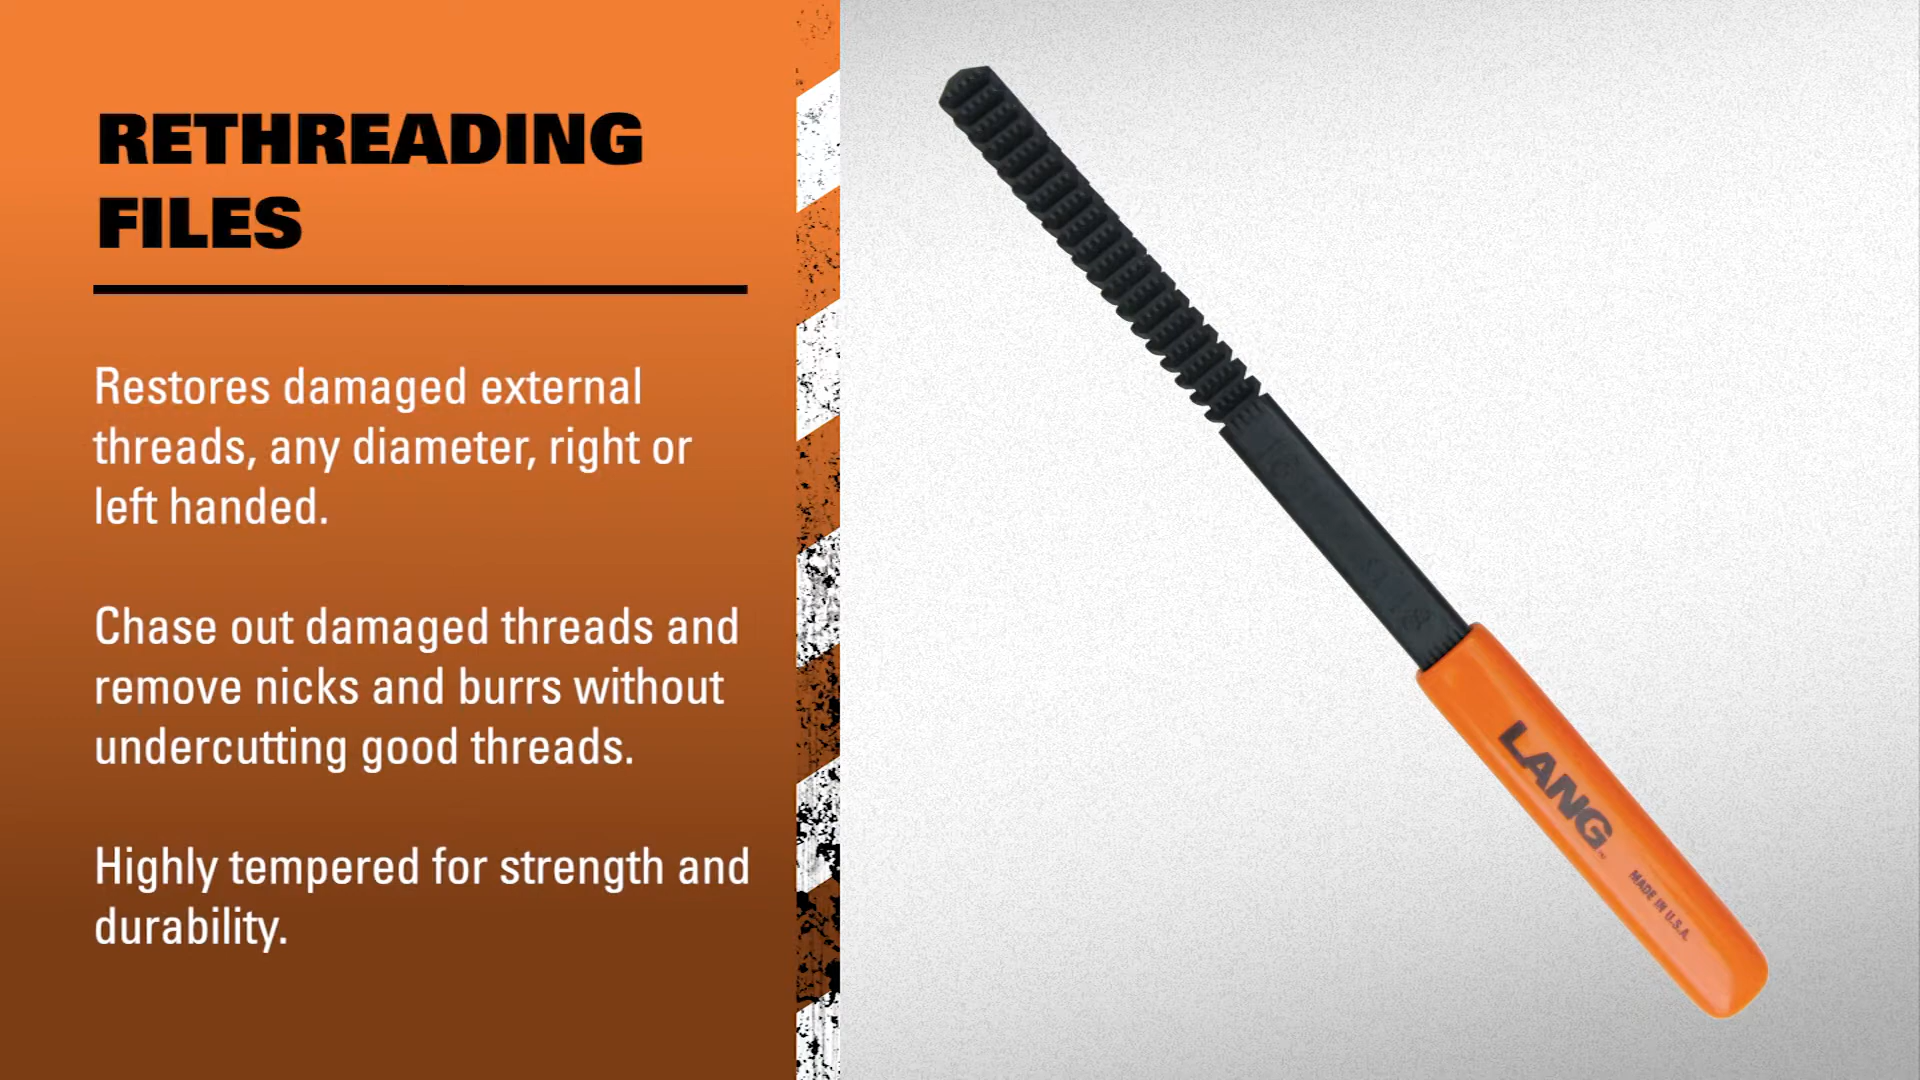 RETHREADING
FILES
Restores damaged external
threads, any diameter, right or
left handed.
Chase out damaged threads and
remove nicks and burrs without
undercutting good threads.
Highly tempered for strength and
durability.
LANG™
MADE IN U.S.A.